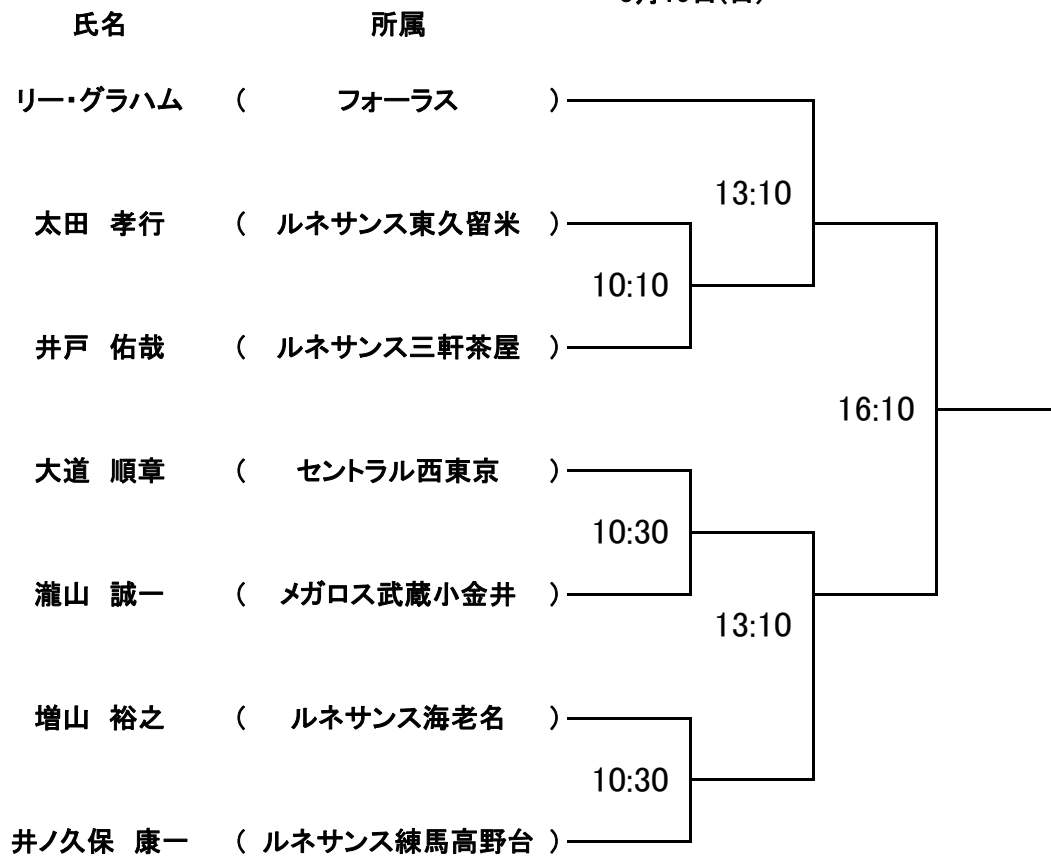 氏名 所属
リー・グラハム ( フォーラス )
13:10
太田 孝行 ( ルネサンス東久留米 )
10:10
井戸 佑哉 ( ルネサンス三軒茶屋 )
16:10
大道 順章 ( セントラル西東京 )
10:30
瀧山 誠一 ( メガロス武蔵小金井 )
13:10
増山 裕之 ( ルネサンス海老名 )
10:30
井ノ久保 康一 ( ルネサンス練馬高野台 )